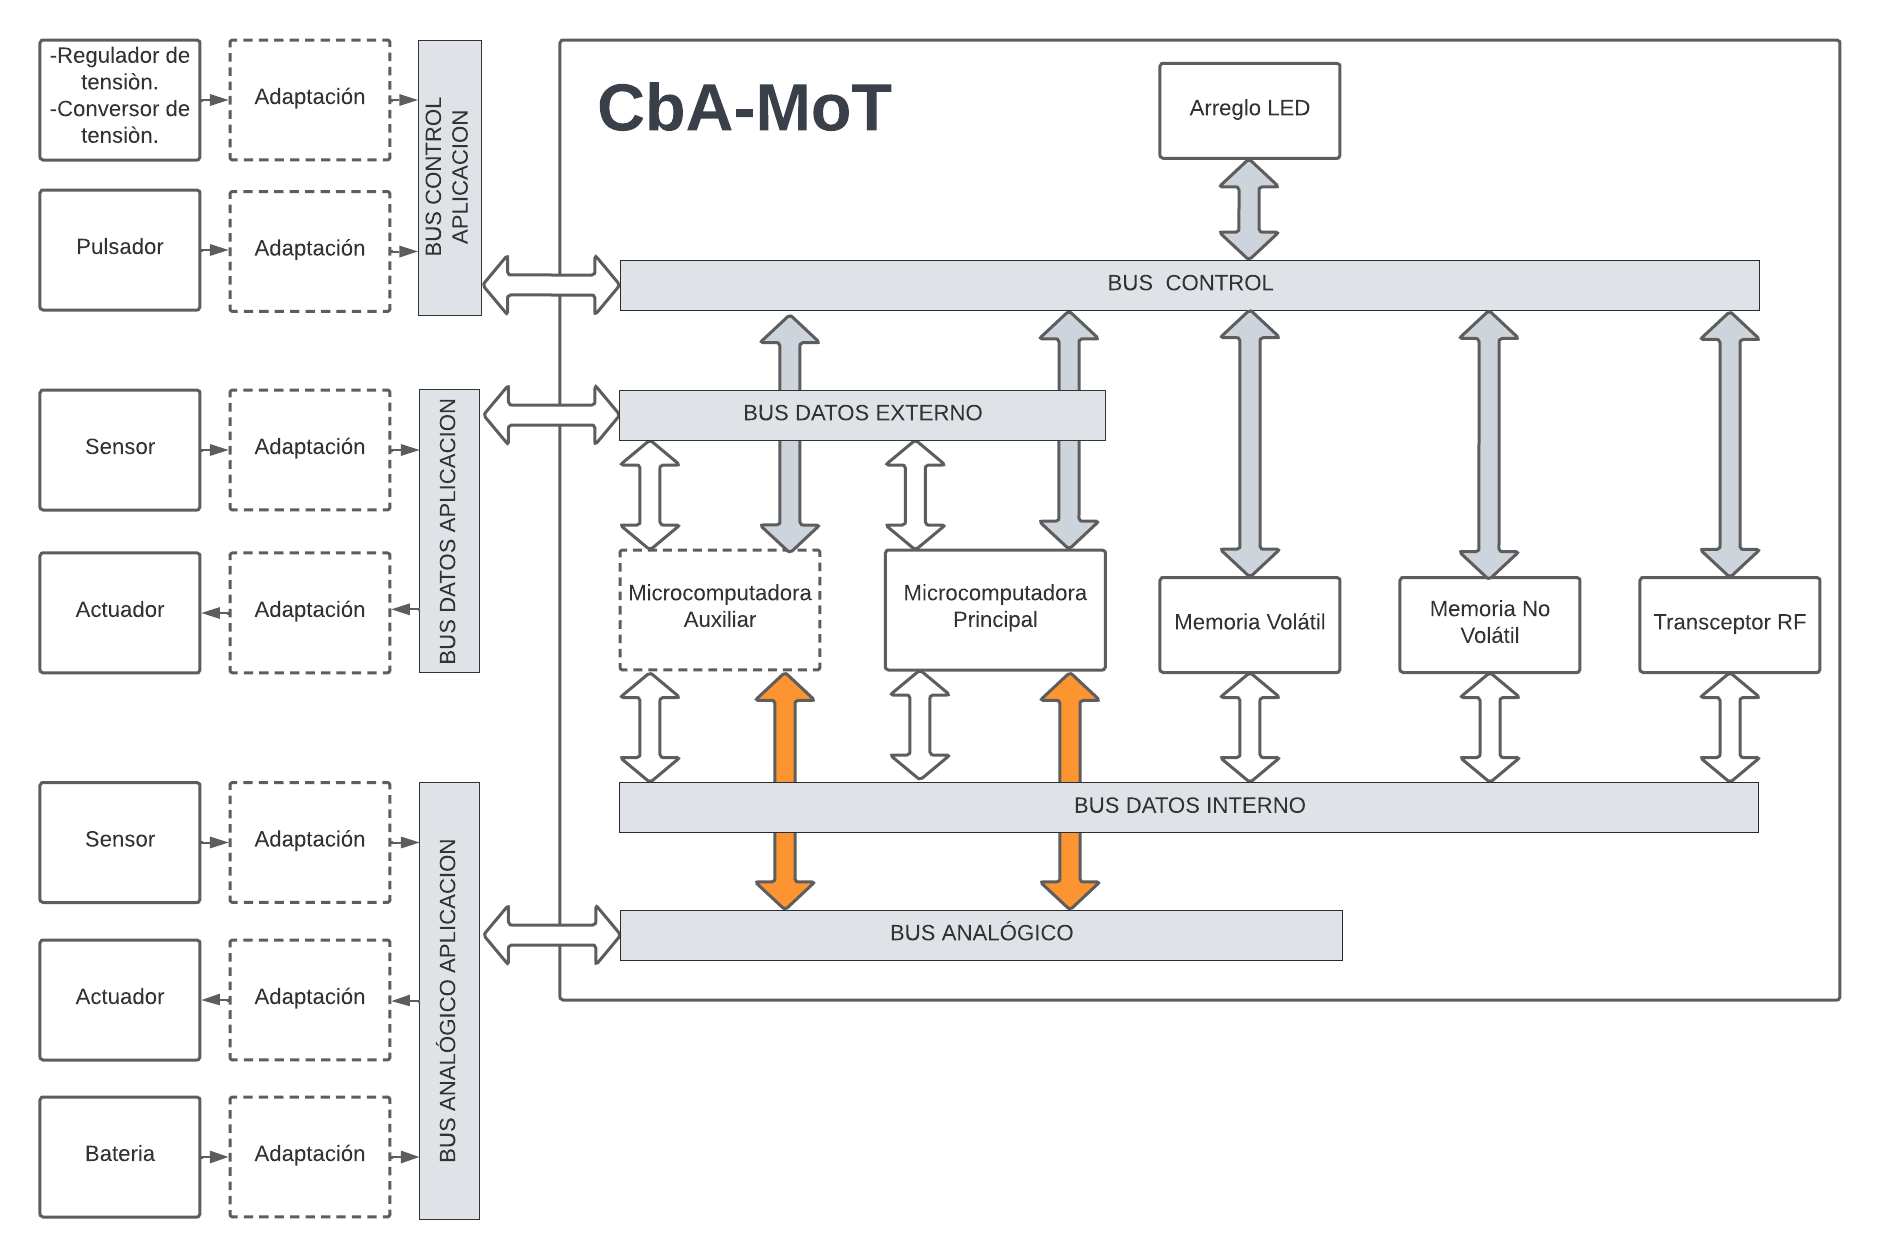 -Regulador de
tensiòn.
-Conversor de
tensiòn.
Adaptación
Pulsador
Adaptación
BUS CONTROL
APLICACION
Sensor
Adaptación
Actuador
Adaptación
BUS DATOS APLICACION
Sensor
Adaptación
Actuador
Adaptación
Bateria
Adaptación
BUS ANALÓGICO APLICACION
CbA-MoT
Arreglo LED
BUS  CONTROL
BUS DATOS EXTERNO
Microcomputadora
Auxiliar
Microcomputadora
Principal
Memoria Volátil
Memoria No
Volátil
Transceptor RF
BUS DATOS INTERNO
BUS ANALÓGICO